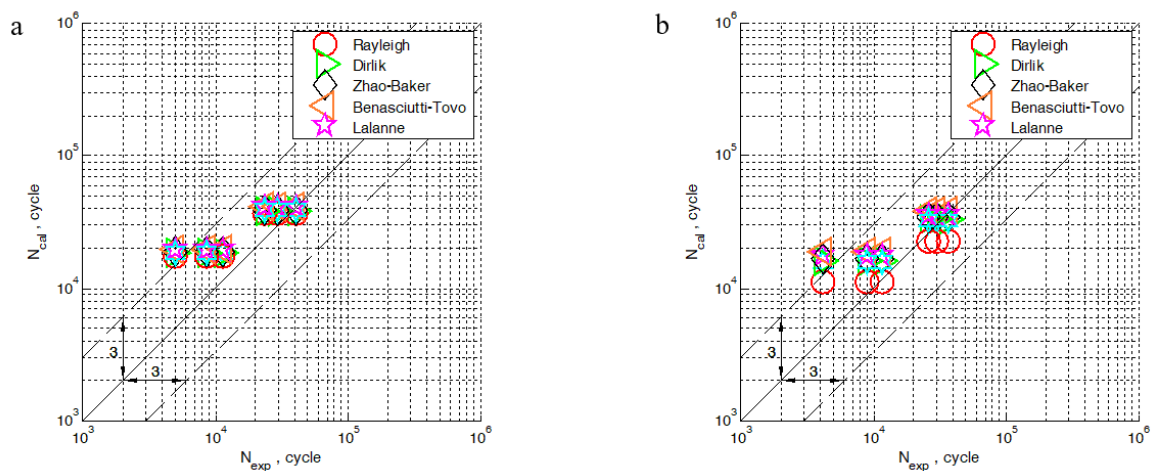 a
10^6
10^5
10^4
10^3
N_cal , cycle
Rayleigh
Dirlik
Zhao-Baker
Benasciutti-Tovo
Lalanne
3
3
10^3 10^4 10^5 10^6
N_exp , cycle
b
10^6
10^5
10^4
10^3
N_cal , cycle
Rayleigh
Dirlik
Zhao-Baker
Benasciutti-Tovo
Lalanne
3
3
10^3 10^4 10^5 10^6
N_exp , cycle